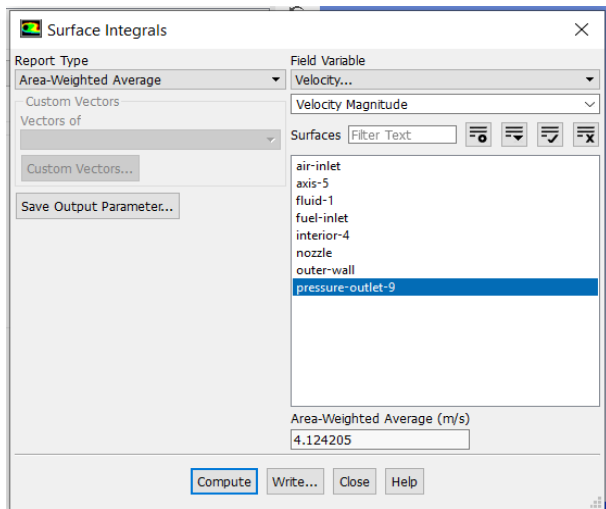 Surface Integrals
Report Type
Area-Weighted Average
Custom Vectors
Vectors of
Custom Vectors...
Save Output Parameter...
Field Variable
Velocity...
Velocity Magnitude
Surfaces Filter Text
air-inlet
axis-5
fluid-1
fuel-inlet
interior-4
nozzle
outer-wall
pressure-outlet-9
Area-Weighted Average (m/s)
4.124205
Compute Write... Close Help